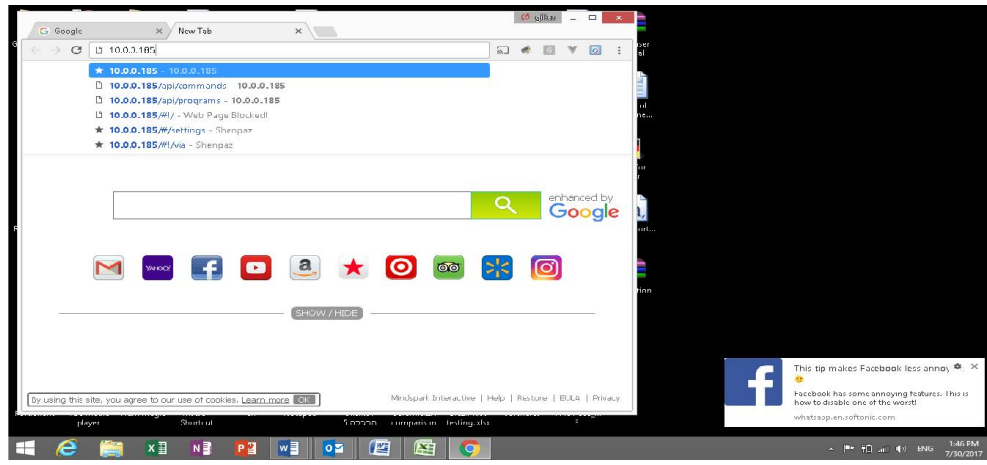 Google
New Tab
10.0.0.185
10.0.0.185 - 10.0.0.185
10.0.0.185/api/commands 10.0.0.185
10.0.0.185/api/programs - 10.0.0.185
10.0.0.185/#!/ - Web Page Blocked!
10.0.0.185/#/settings - Shenpaz
10.0.0.185/#!/via - Shenpaz
enhanced by
Google
YAHOO!
SHOW / HIDE
By using this site, you agree to our use of cookies. Learn more OK
Mindspark Interactive | Help | Restore | EULA | Privacy
This tip makes Facebook less annoy
Facebook has some annoying features. This is
how to disable one of the worst!
whatsapp.en.softonic.com
player
comparison testing.xlsx
ENG
1:46 PM
7/30/2017